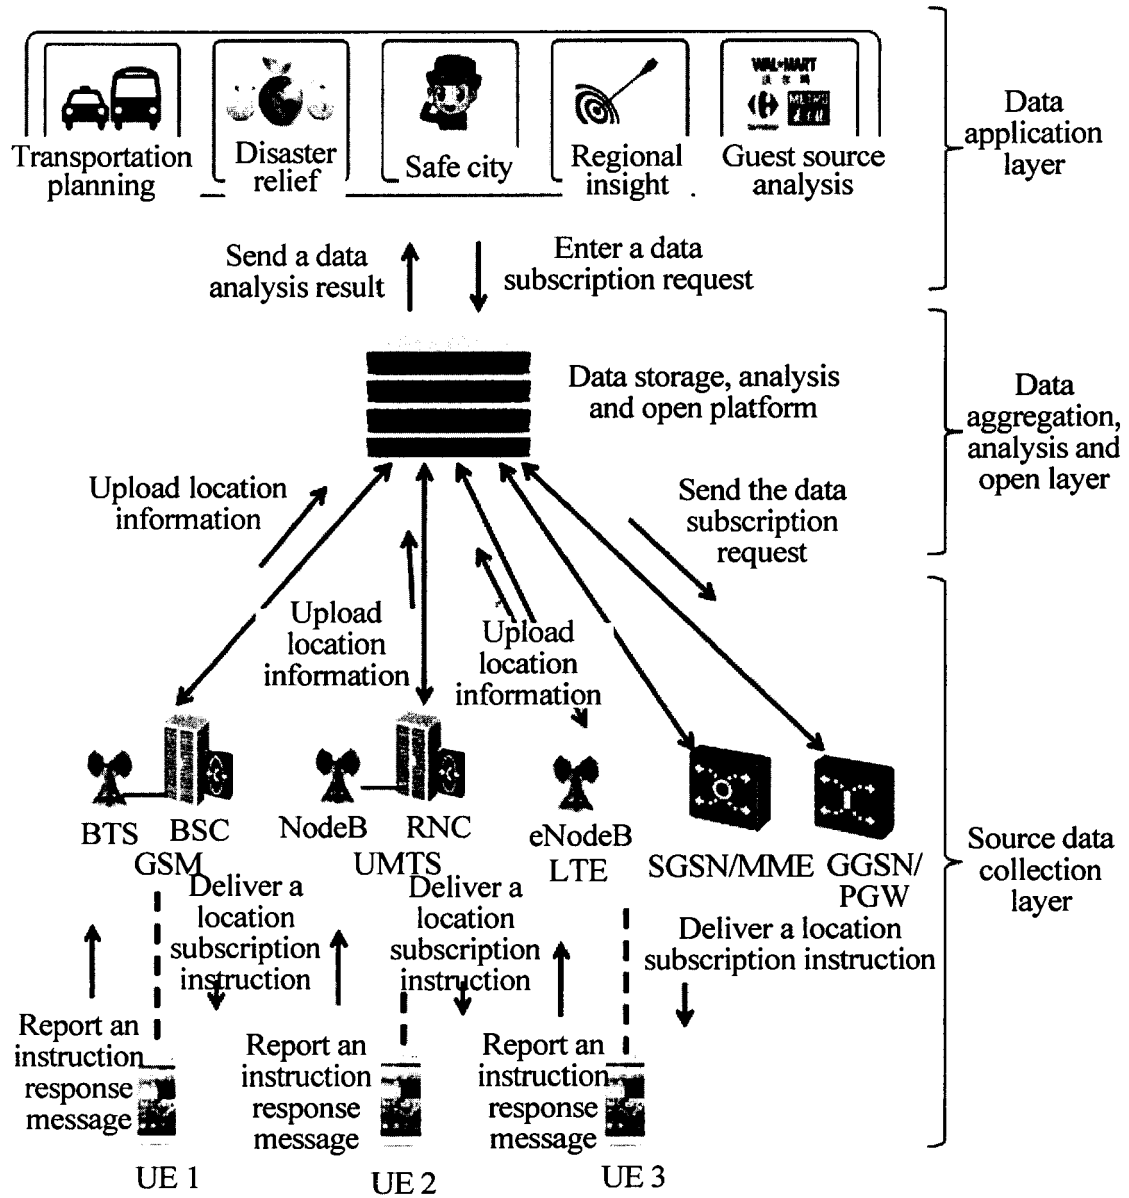 WAL★MART
沃尔玛
Transportation
planning
Disaster
relief
Safe city
Regional
insight
Guest source
analysis
Data
application
layer
Send a data
analysis result
Enter a data
subscription request
Data storage, analysis
and open platform
Data
aggregation,
analysis and
open layer
Upload location
information
Send the data
subscription
request
Upload
location
information
Upload
location
information
BTS
BSC
GSM
NodeB
RNC
UMTS
eNodeB
LTE
SGSN/MME
GGSN/
PGW
Source data
collection
layer
Deliver a
location
subscription
instruction
Deliver a
location
subscription
instruction
Deliver a location
subscription instruction
Report an
instruction
response
message
Report an
instruction
response
message
Report an
instruction
response
message
UE 1
UE 2
UE 3